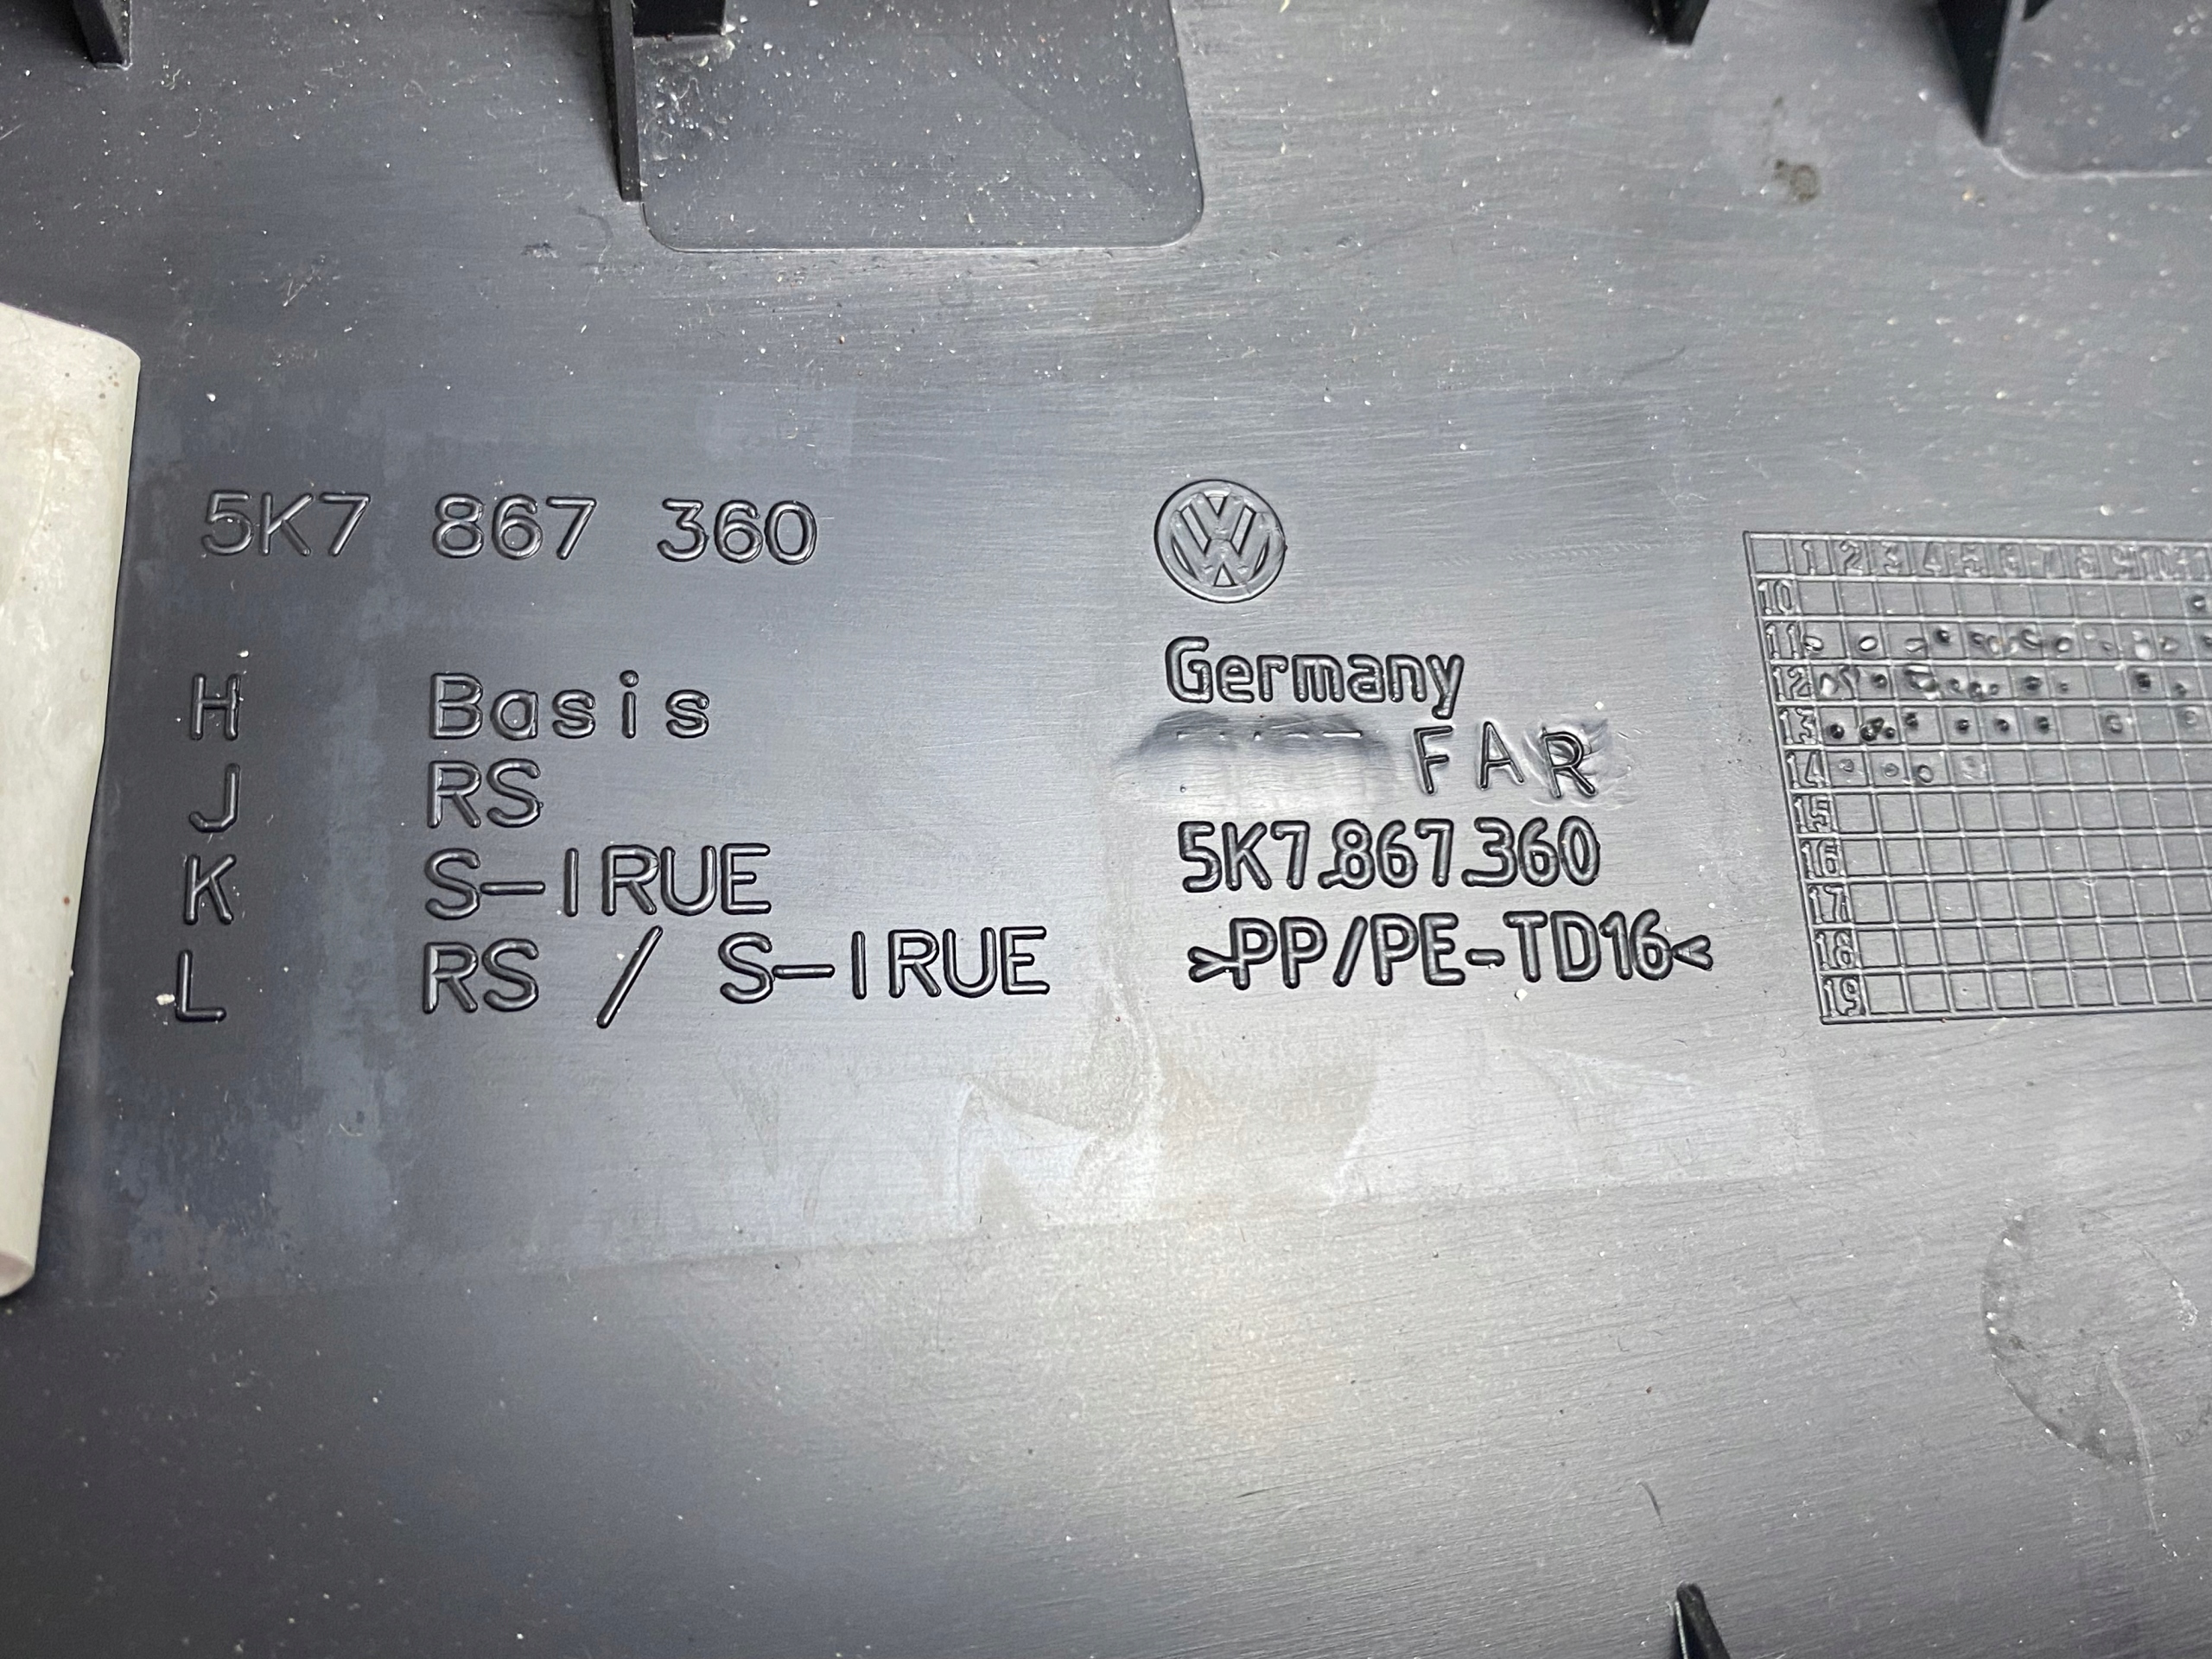 5K7 867 360
H Basis
J RS
K S-IRUE
L RS / S-IRUE
Germany
FAR
5K7.867.360
>PP/PE-TD16<
1 2 3 4 5 6 7 8 9 10 11
10
11
12
13
14
15
16
17
18
19